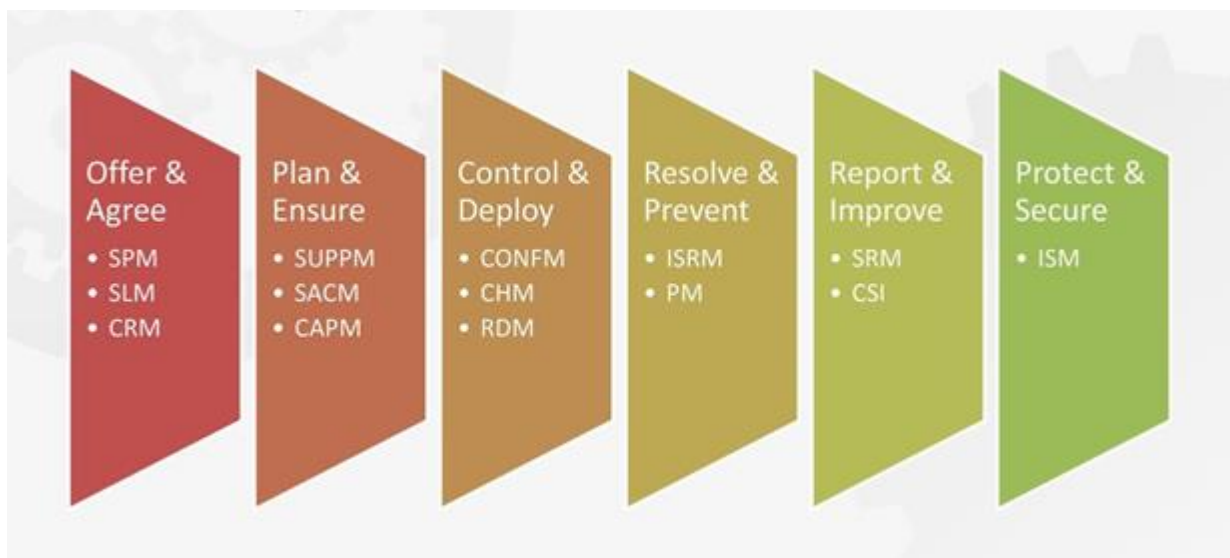 Offer &
Agree
• SPM
• SLM
• CRM
Plan &
Ensure
• SUPPM
• SACM
• CAPM
Control &
Deploy
• CONFM
• CHM
• RDM
Resolve &
Prevent
• ISRM
• PM
Report &
Improve
• SRM
• CSI
Protect &
Secure
• ISM